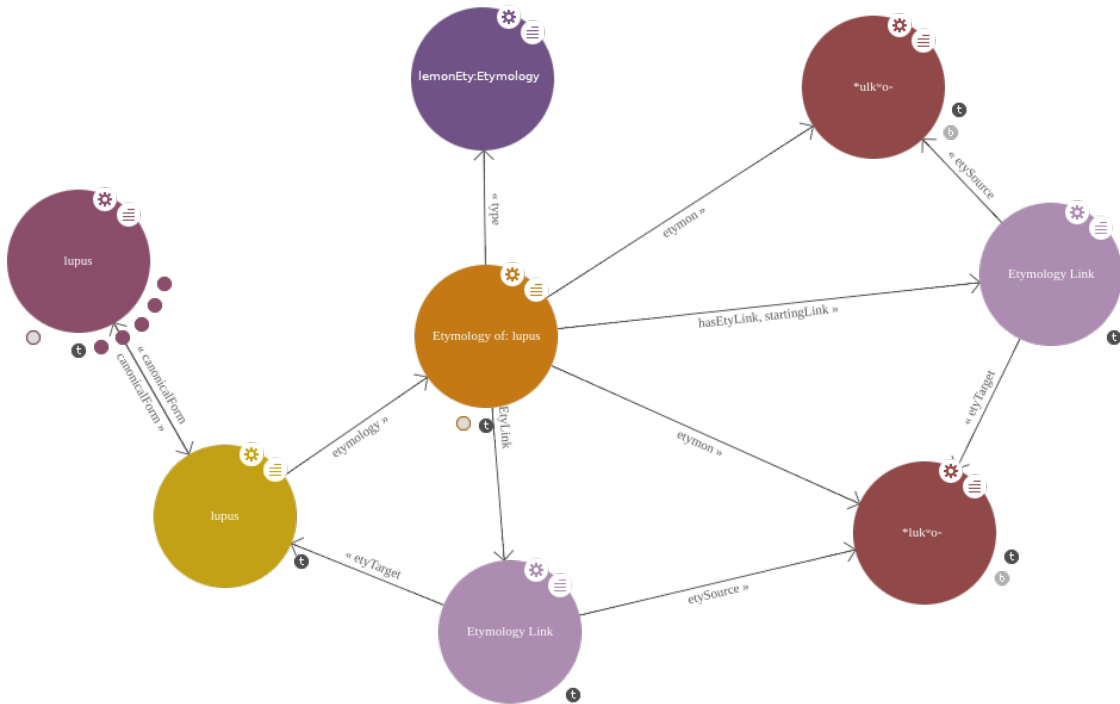 lemonEty:Etymology
*ulkʷo-
« type
etymon »
« etySource
lupus
Etymology Link
Etymology of: lupus
hasEtyLink, startingLink »
« canonicalForm
canonicalForm »
etymology »
EtyLink
etymon »
« etyTarget
lupus
*lukʷo-
« etyTarget
etySource »
Etymology Link
t
b
t
t
t
t
t
b
t